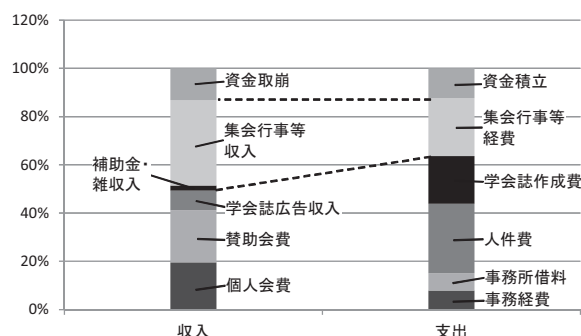 120%
100%
80%
60%
40%
20%
0%
資金取崩
集会行事等
収入
補助金
雑収入
学会誌広告収入
賛助会費
個人会費
資金積立
集会行事等
経費
学会誌作成費
人件費
事務所借料
事務経費
収入
支出